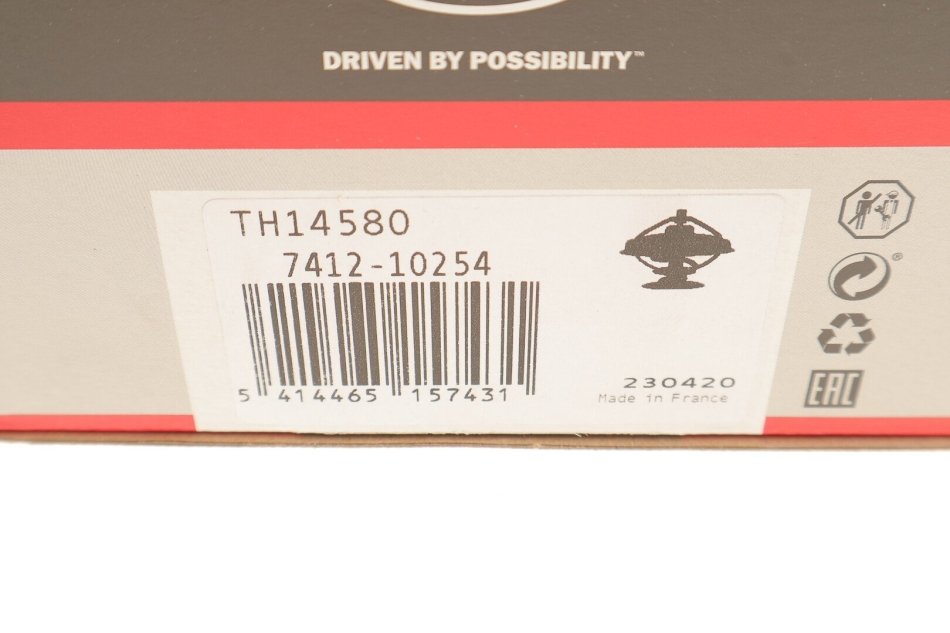 DRIVEN BY POSSIBILITY™
TH14580
7412-10254
5 414465 157431
230420
Made in France
®
EAC